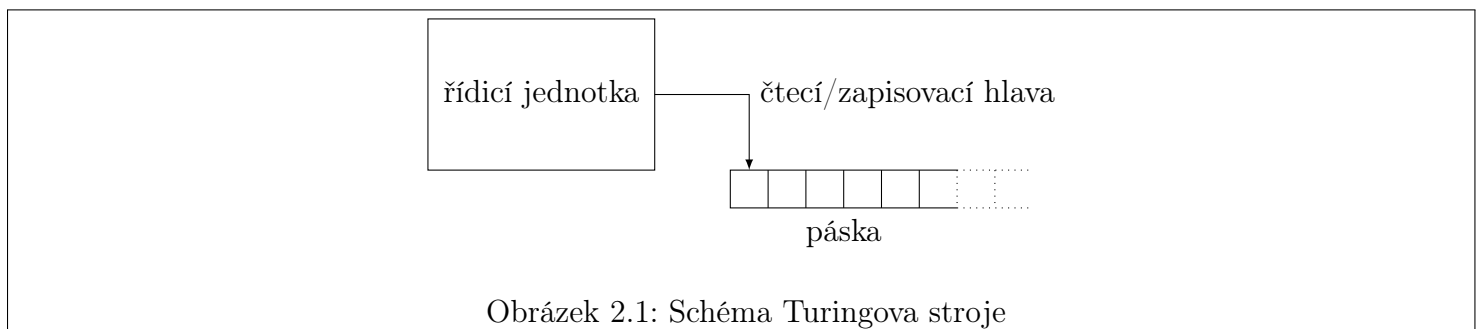 řídicí jednotka
čtecí/zapisovací hlava
páska
Obrázek 2.1: Schéma Turingova stroje